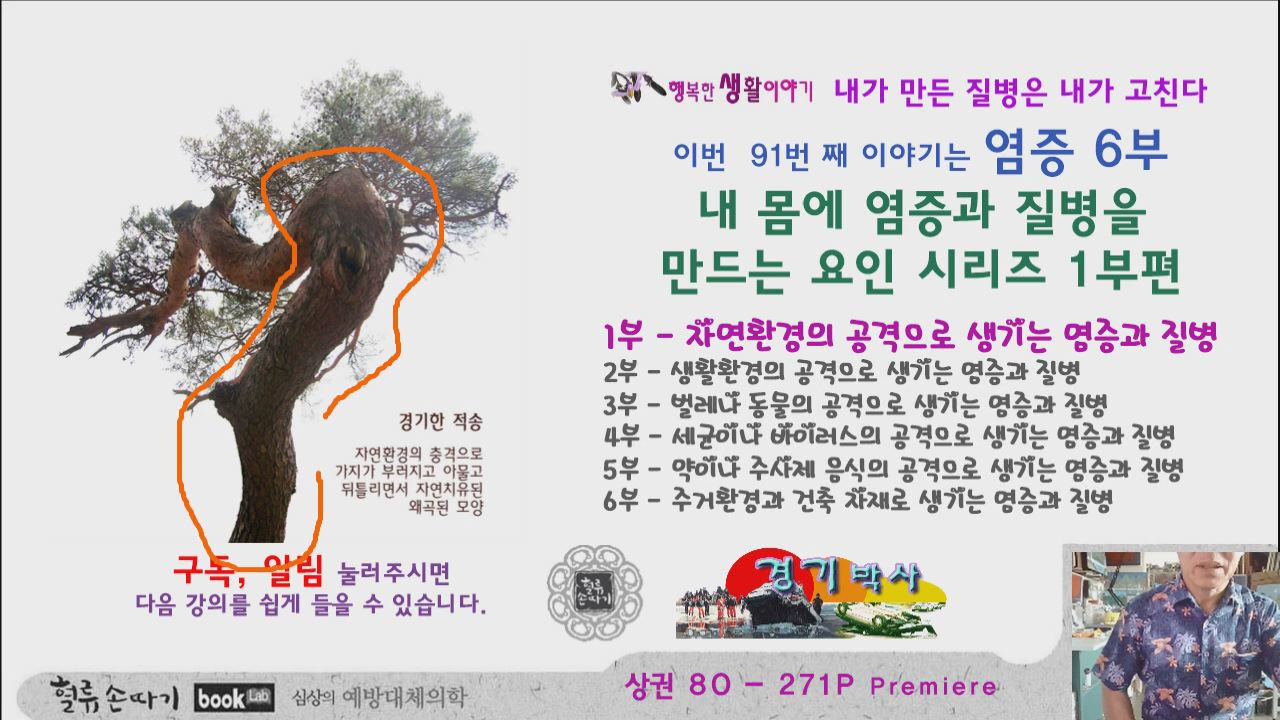 행복한 생활이야기 내가 만든 질병은 내가 고친다
이번 91번 째 이야기는 염증 6부
내 몸에 염증과 질병을
만드는 요인 시리즈 1부편
1부 - 자연환경의 공격으로 생기는 염증과 질병
2부 - 생활환경의 공격으로 생기는 염증과 질병
3부 - 벌레나 동물의 공격으로 생기는 염증과 질병
4부 - 세균이나 바이러스의 공격으로 생기는 염증과 질병
5부 - 약이나 주사제 음식의 공격으로 생기는 염증과 질병
6부 - 주거환경과 건축 자재로 생기는 염증과 질병
경기한 적송
자연환경의 충격으로
가지가 부러지고 아물고
뒤틀리면서 자연치유된
왜곡된 모양
구독, 알림 눌러주시면
다음 강의를 쉽게 들을 수 있습니다.
혈류
손따기
경기박사
혈류 손따기 book Lab 심상의 예방대체의학
상권 80 - 271P Premiere